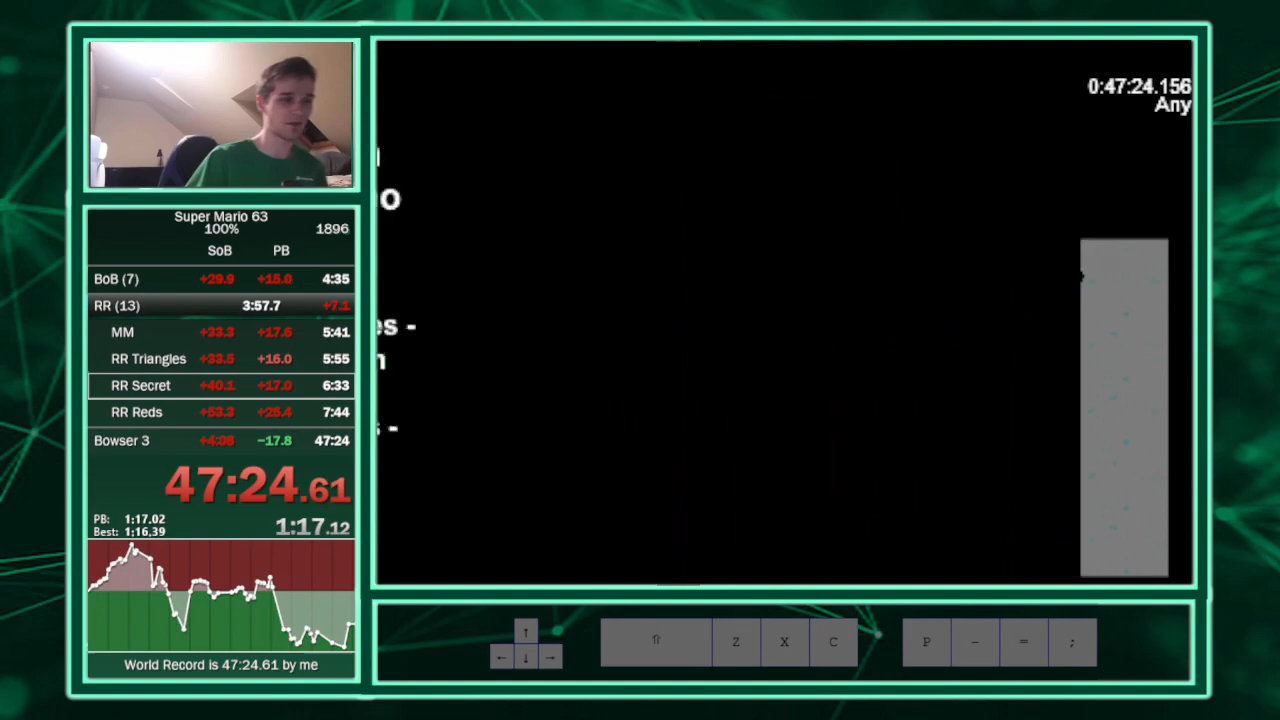 0:47:24.156
Any
o
es -
s -
Super Mario 63
100% 1896
SoB PB
BoB (7) +29.9 +15.0 4:35
RR (13) 3:57.7 +7.1
MM +33.3 +17.6 5:41
RR Triangles +33.5 +16.0 5:55
RR Secret +40.1 +17.0 6:33
RR Reds +53.3 +25.4 7:44
Bowser 3 +4:06 −17.8 47:24
47:24.61
PB: 1:17.02
Best: 1:16.39
1:17.12
World Record is 47:24.61 by me
↑
← ↓ →
⇧ Z X C
P - = ;